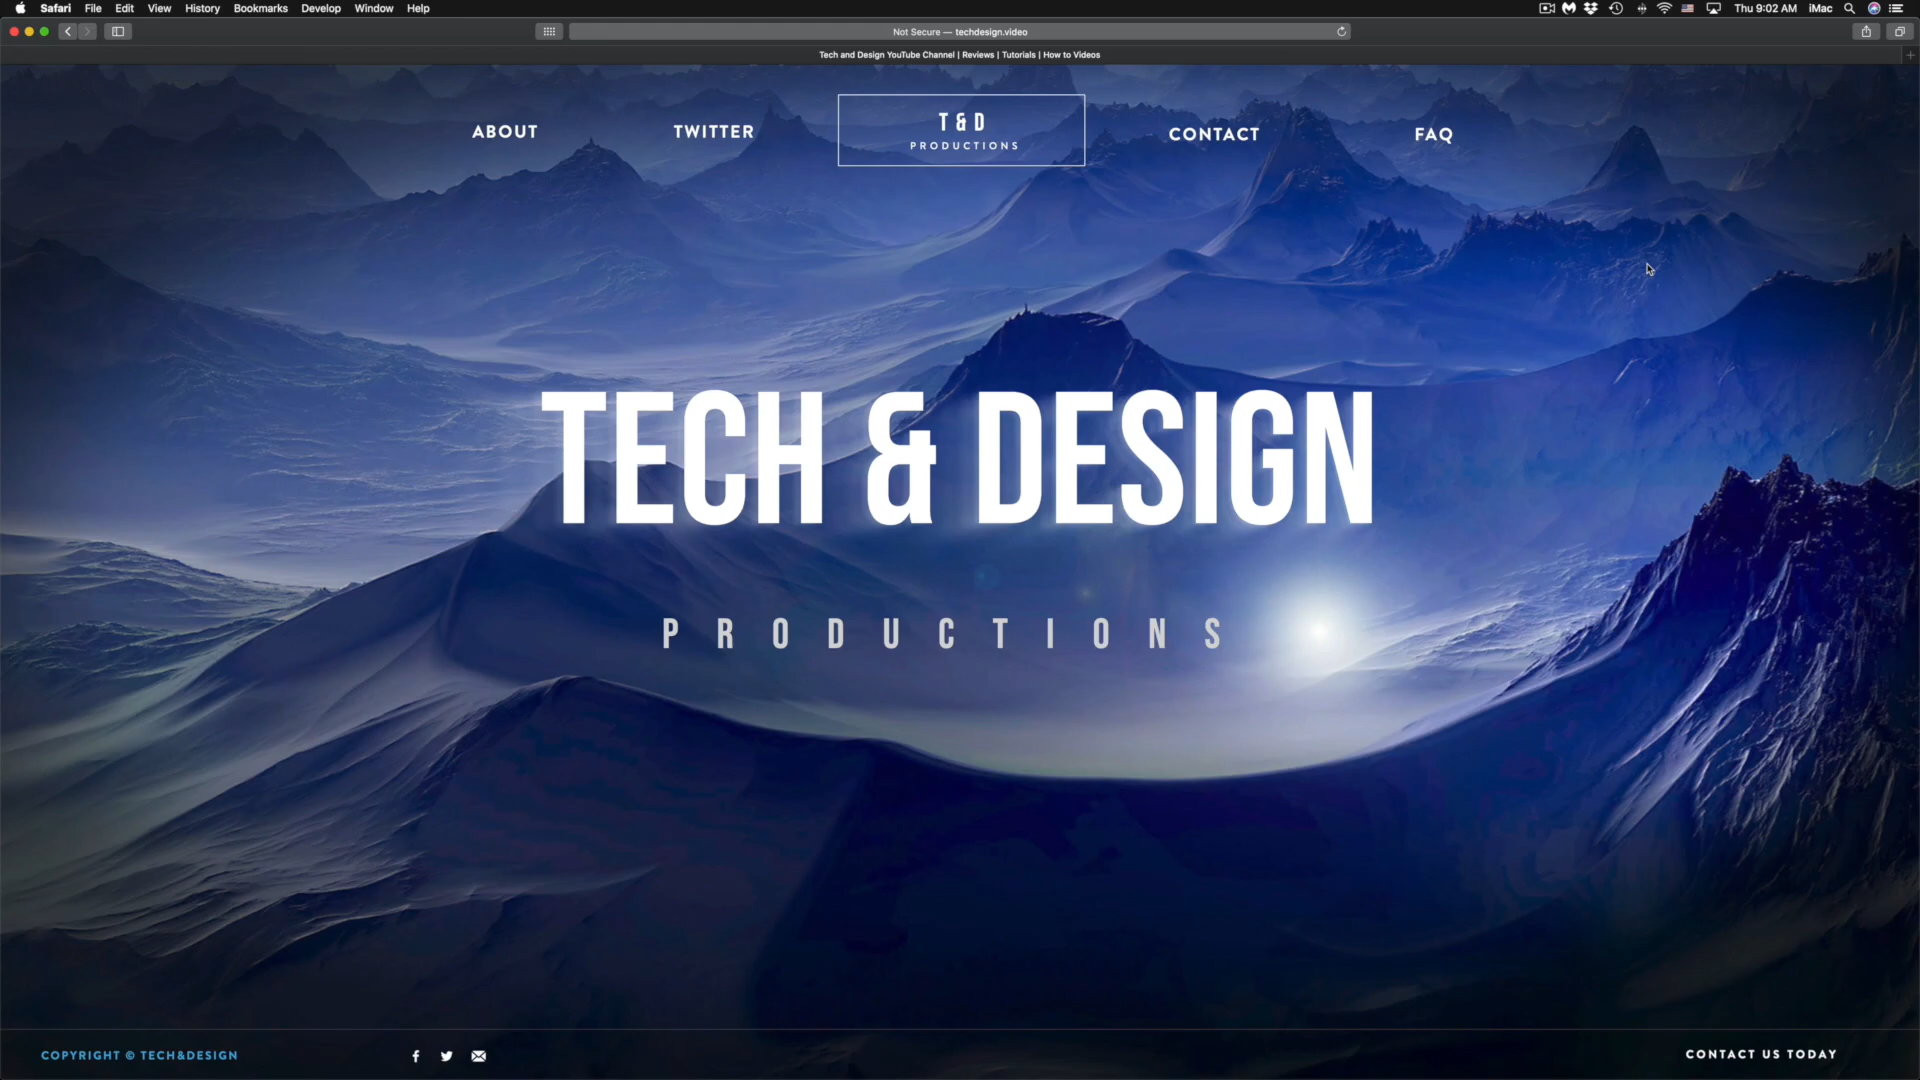 Safari File Edit View History Bookmarks Develop Window Help Thu 9:02 AM iMac
Not Secure — techdesign.video
Tech and Design YouTube Channel | Reviews | Tutorials | How to Videos
ABOUT TWITTER T & D CONTACT FAQ
PRODUCTIONS
TECH & DESIGN
PRODUCTIONS
COPYRIGHT © TECH&DESIGN CONTACT US TODAY